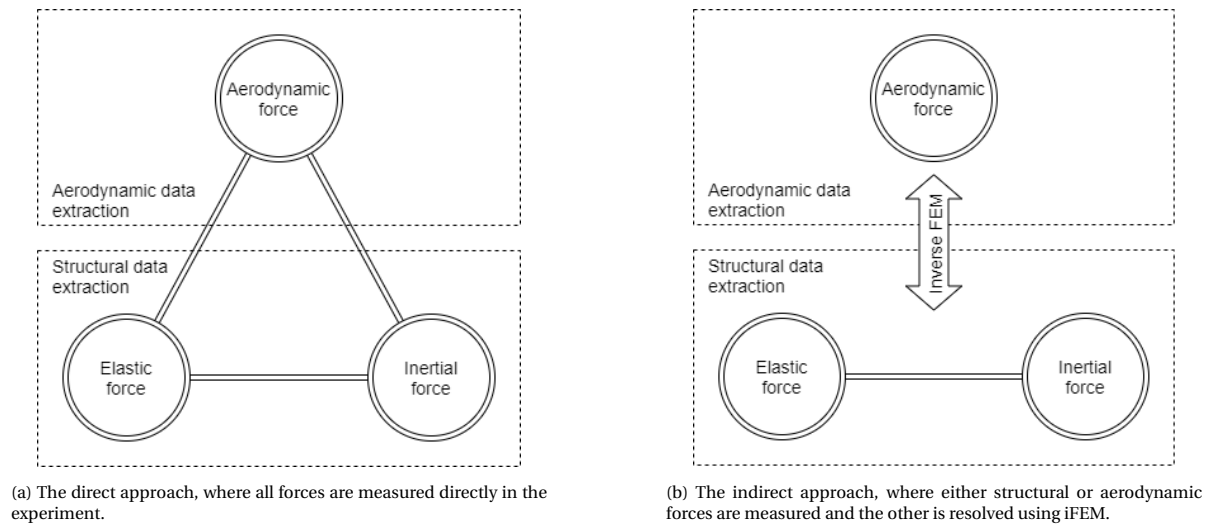 Aerodynamic
force
Aerodynamic data
extraction
Structural data
extraction
Elastic
force
Inertial
force
(a) The direct approach, where all forces are measured directly in the
experiment.
Aerodynamic
force
Aerodynamic data
extraction
Inverse FEM
Structural data
extraction
Elastic
force
Inertial
force
(b) The indirect approach, where either structural or aerodynamic
forces are measured and the other is resolved using iFEM.